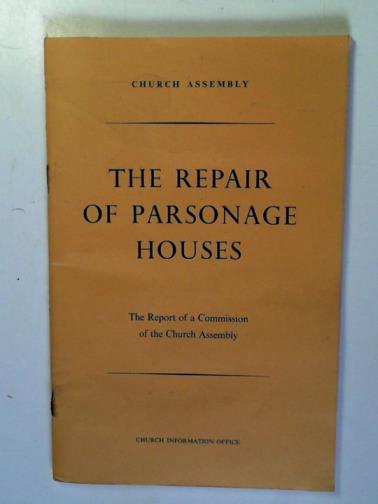 CHURCH ASSEMBLY
THE REPAIR
OF PARSONAGE
HOUSES
The Report of a Commission
of the Church Assembly
CHURCH INFORMATION OFFICE